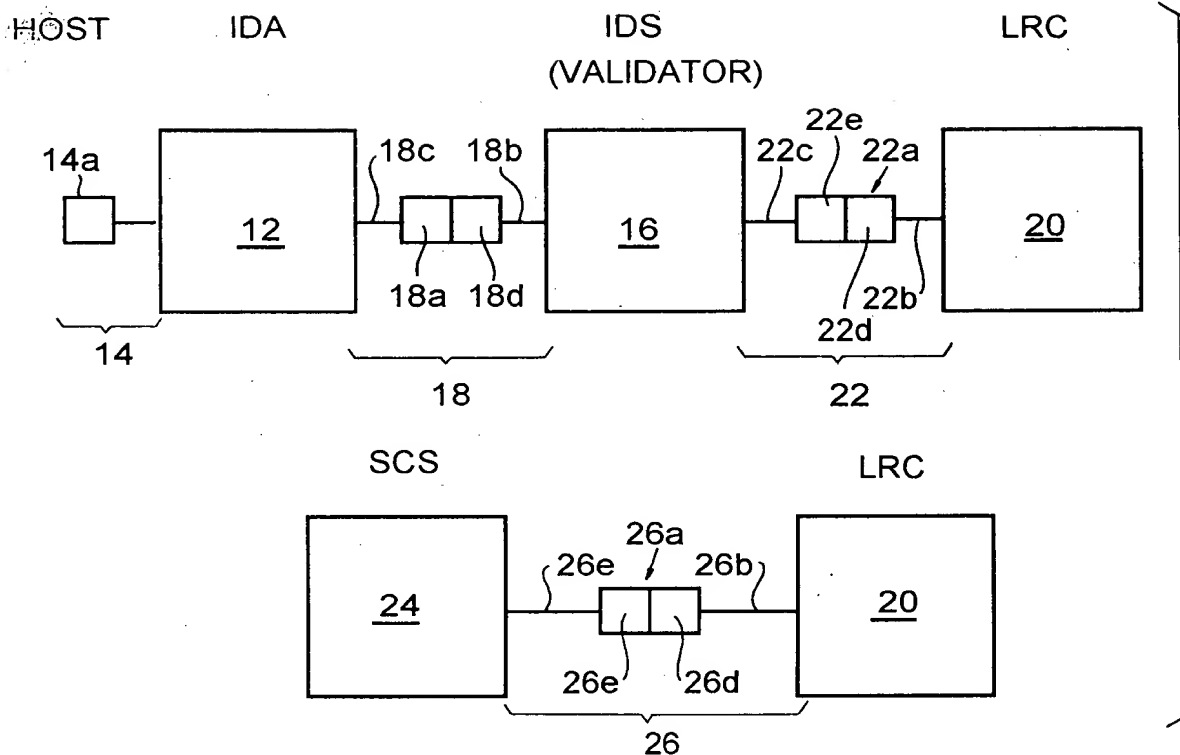 HOST IDA IDS LRC
(VALIDATOR)
22e
14a 18c 18b 22c 22a
12 16 20
18a 18d 22b
22d
14
18 22
SCS LRC
26a
26e 26b
24 20
26e 26d
26